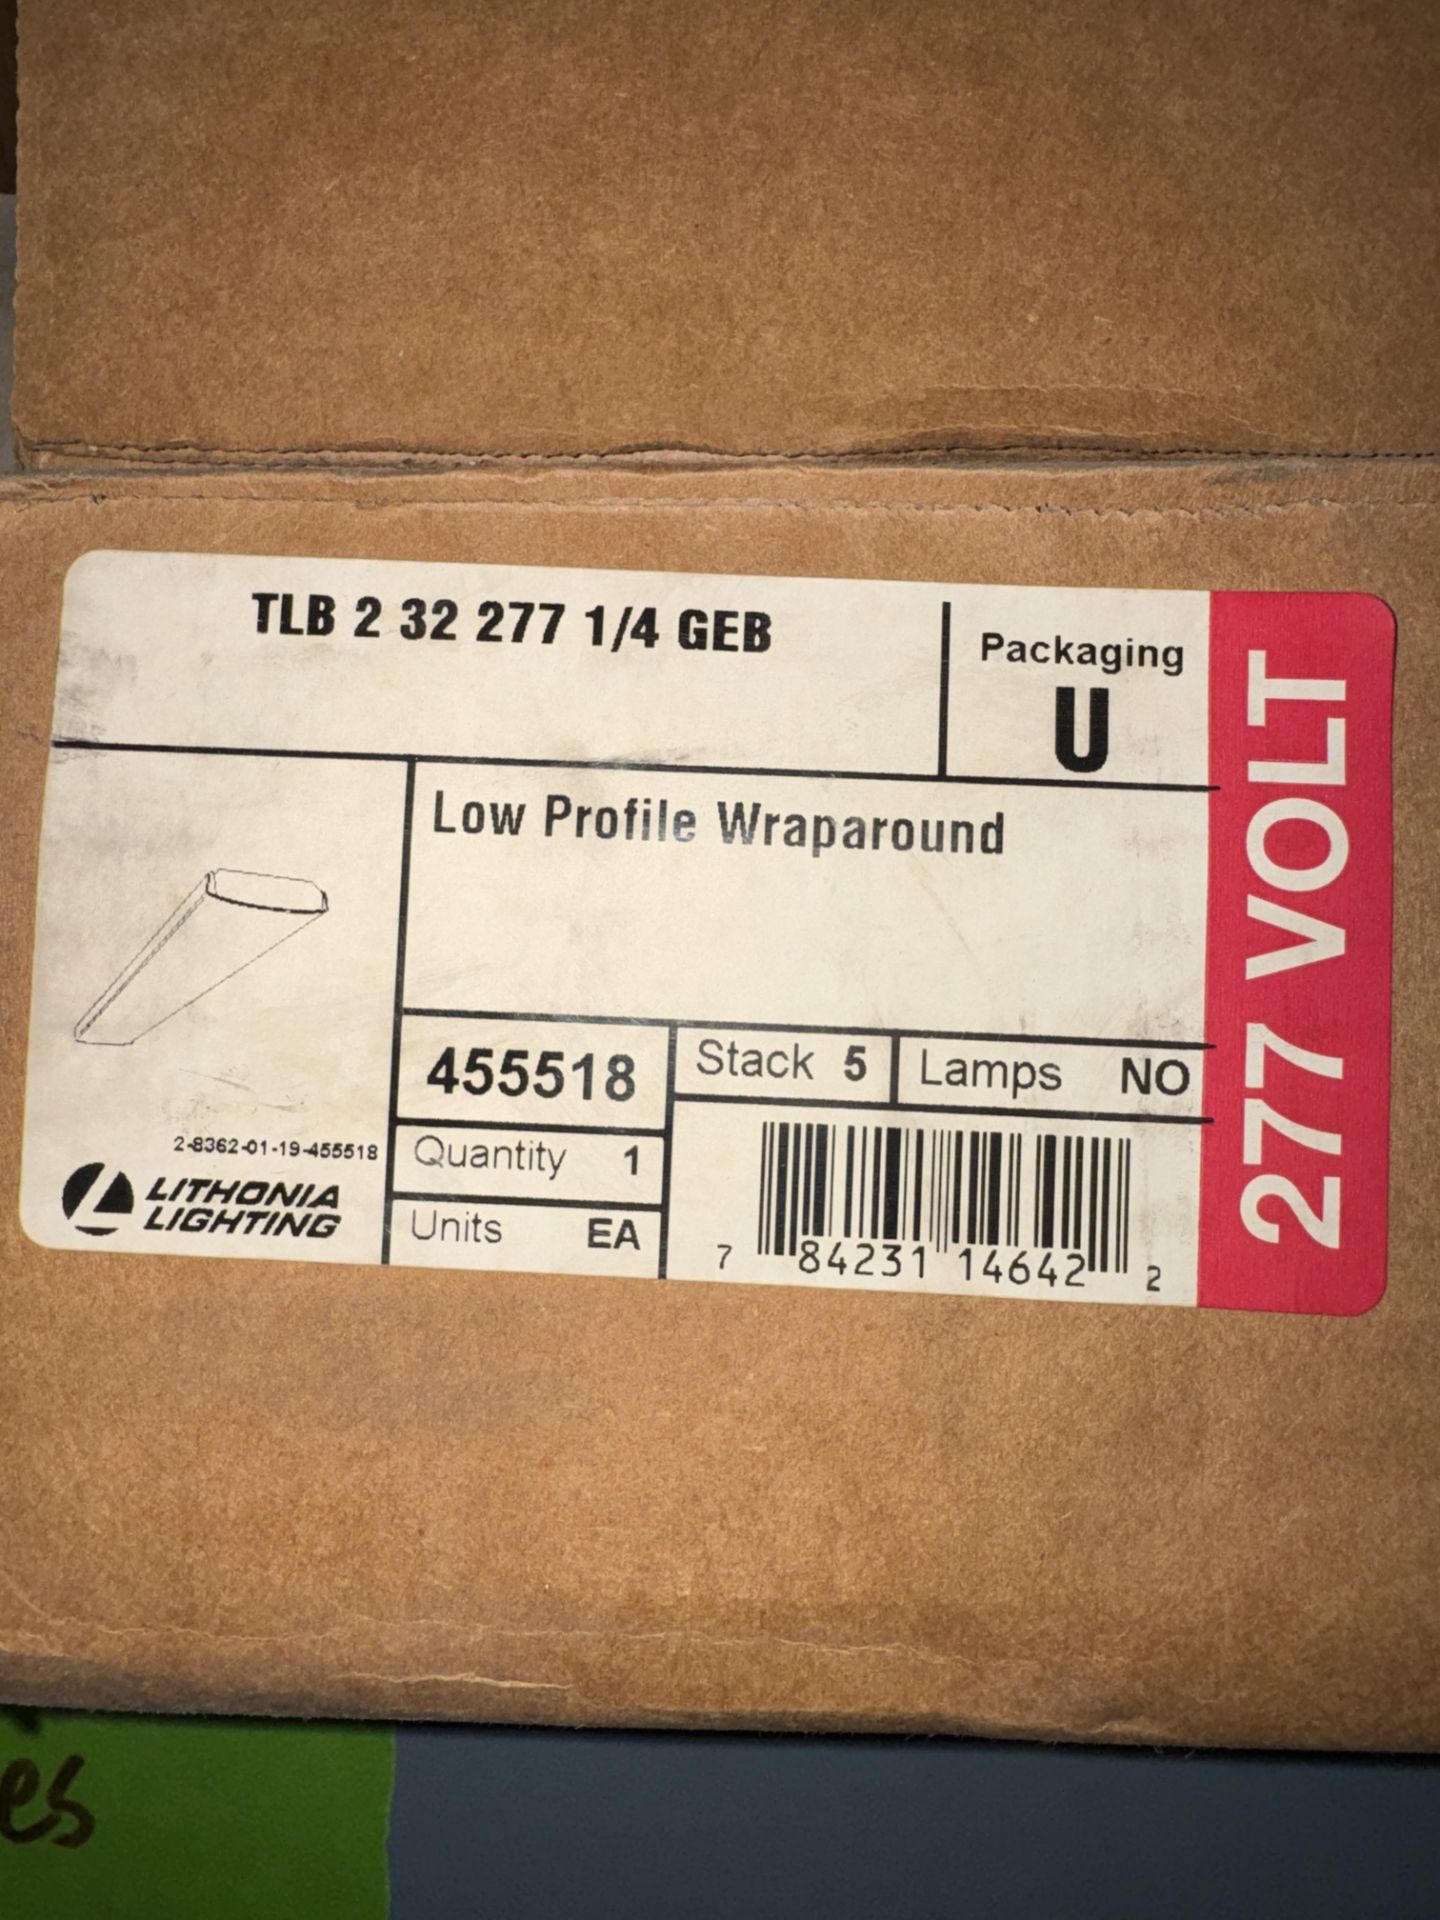 TLB 2 32 277 1/4 GEB
Packaging
U
277 VOLT
Low Profile Wraparound
455518
Stack 5
Lamps NO
2-8362-01-19-455518
LITHONIA
LIGHTING
Quantity 1
Units EA
7 84231 14642 2
es